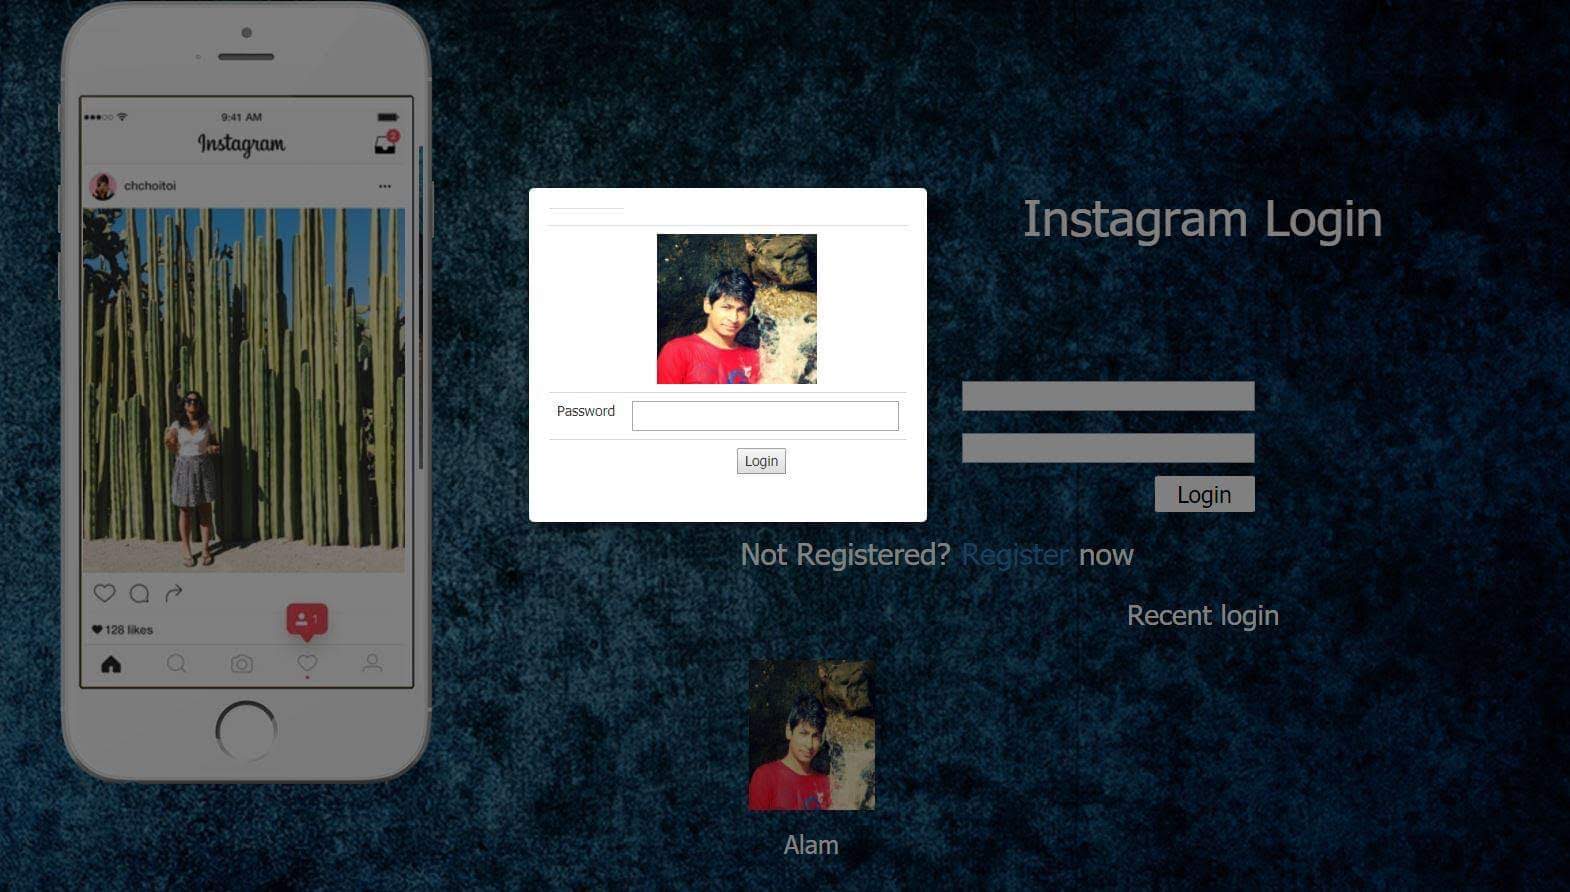 9:41 AM
Instagram
2
chchoitoi
128 likes
1
Password
Login
Instagram Login
Login
Not Registered? Register now
Recent login
Alam